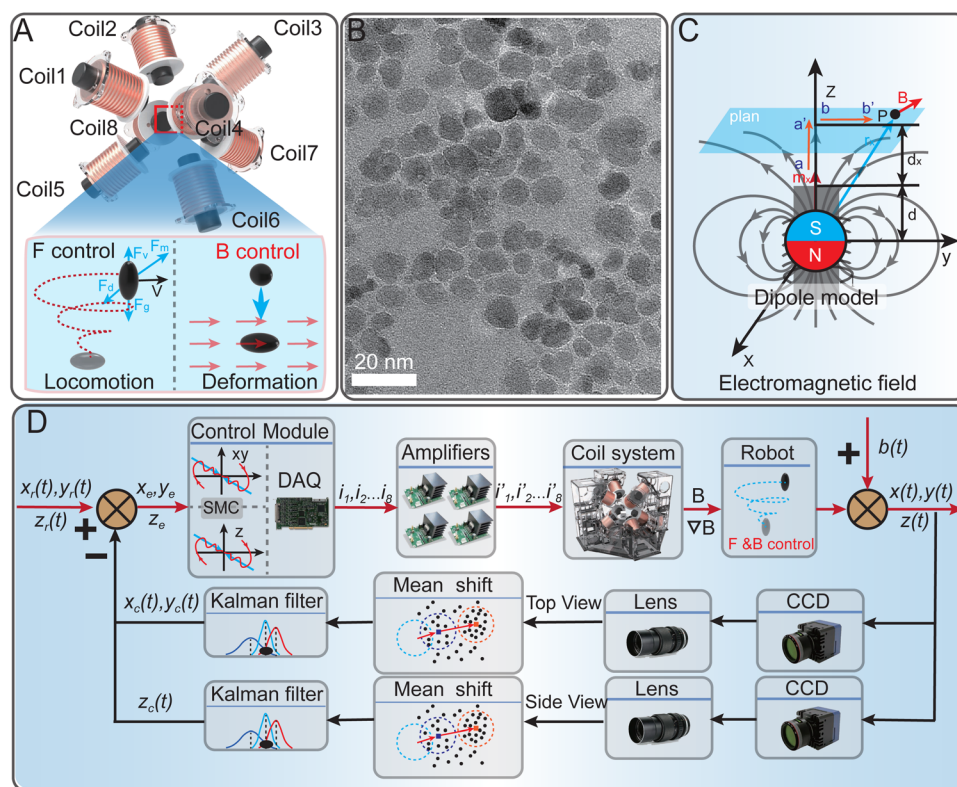 A
Coil2
Coil3
Coil1
Coil8
Coil4
Coil7
Coil5
Coil6
F control
B control
Fv
Fm
V
Fd
Fg
Locomotion
Deformation
B
20 nm
C
Z
B
b
b'
P
plan
a'
r
dx
a
mx
d
S
N
y
Dipole model
x
Electromagnetic field
D
Control Module
xy
DAQ
SMC
z
Amplifiers
Coil system
Robot
F &B control
+
b(t)
xr(t),yr(t)
zr(t)
+
−
xe,ye
ze
i1,i2...i8
i'1,i'2...i'8
B
∇B
x(t), y(t)
z(t)
xc(t),yc(t)
Kalman filter
Mean shift
Top View
Lens
CCD
zc(t)
Kalman filter
Mean shift
Side View
Lens
CCD